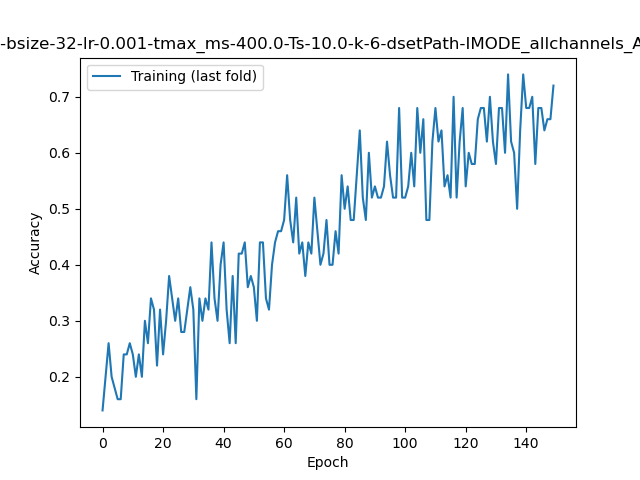 -bsize-32-lr-0.001-tmax_ms-400.0-Ts-10.0-k-6-dsetPath-IMODE_allchannels_A
Training (last fold)
0.7
0.6
0.5
0.4
0.3
0.2
Accuracy
0 20 40 60 80 100 120 140
Epoch